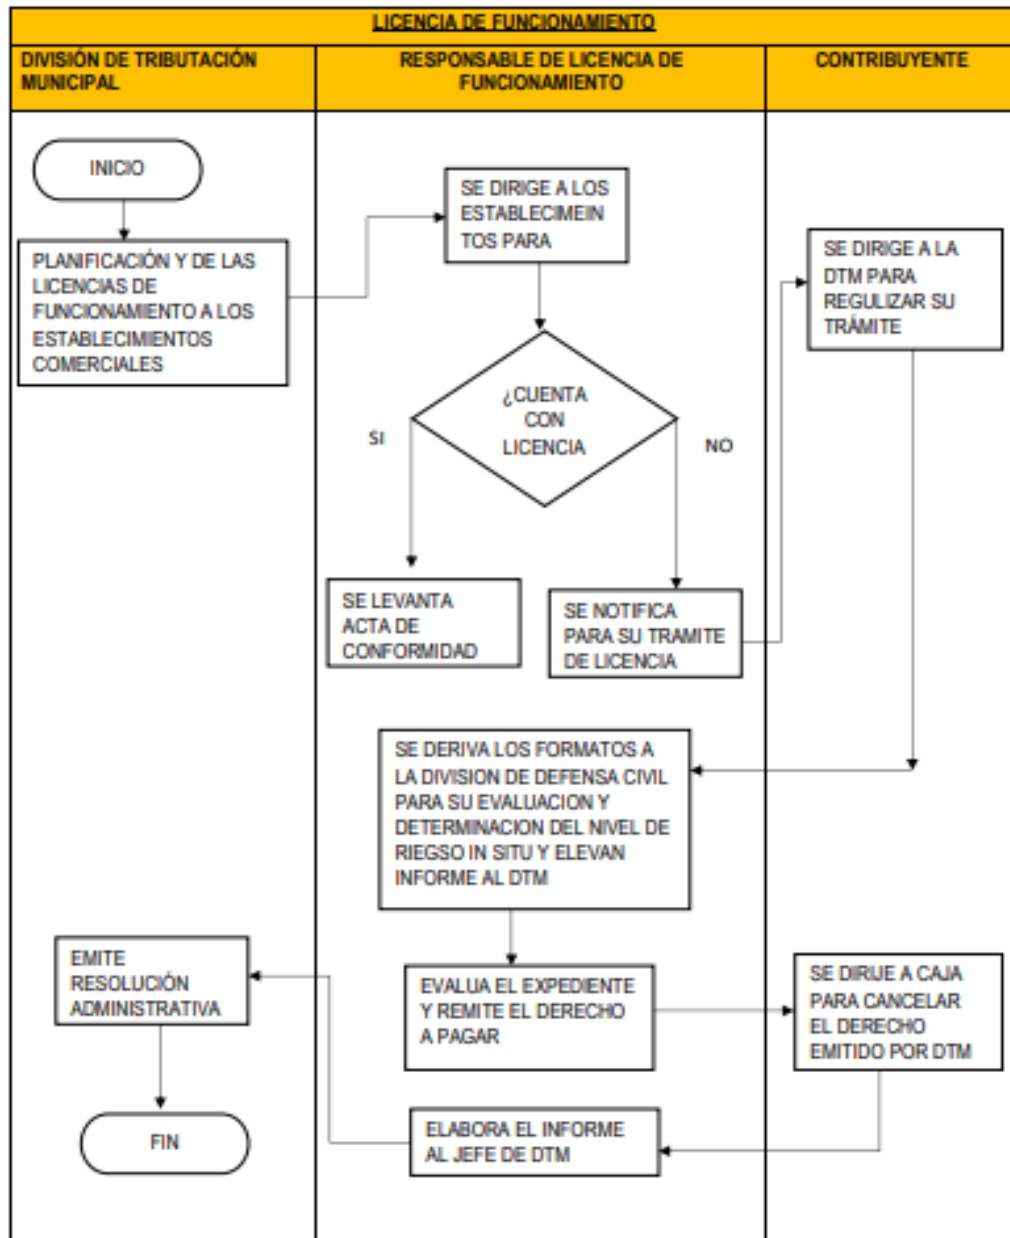 LICENCIA DE FUNCIONAMIENTO
DIVISIÓN DE TRIBUTACIÓN
MUNICIPAL
RESPONSABLE DE LICENCIA DE
FUNCIONAMIENTO
CONTRIBUYENTE
INICIO
PLANIFICACIÓN Y DE LAS
LICENCIAS DE
FUNCIONAMIENTO A LOS
ESTABLECIMIENTOS
COMERCIALES
SE DIRIGE A LOS
ESTABLECIMEIN
TOS PARA
¿CUENTA
CON
LICENCIA
SI
NO
SE LEVANTA
ACTA DE
CONFORMIDAD
SE NOTIFICA
PARA SU TRAMITE
DE LICENCIA
SE DIRIGE A LA
DTM PARA
REGULIZAR SU
TRÁMITE
SE DERIVA LOS FORMATOS A
LA DIVISION DE DEFENSA CIVIL
PARA SU EVALUACION Y
DETERMINACION DEL NIVEL DE
RIEGSO IN SITU Y ELEVAN
INFORME AL DTM
EVALUA EL EXPEDIENTE
Y REMITE EL DERECHO
A PAGAR
SE DIRIJE A CAJA
PARA CANCELAR
EL DERECHO
EMITIDO POR DTM
ELABORA EL INFORME
AL JEFE DE DTM
EMITE
RESOLUCIÓN
ADMINISTRATIVA
FIN